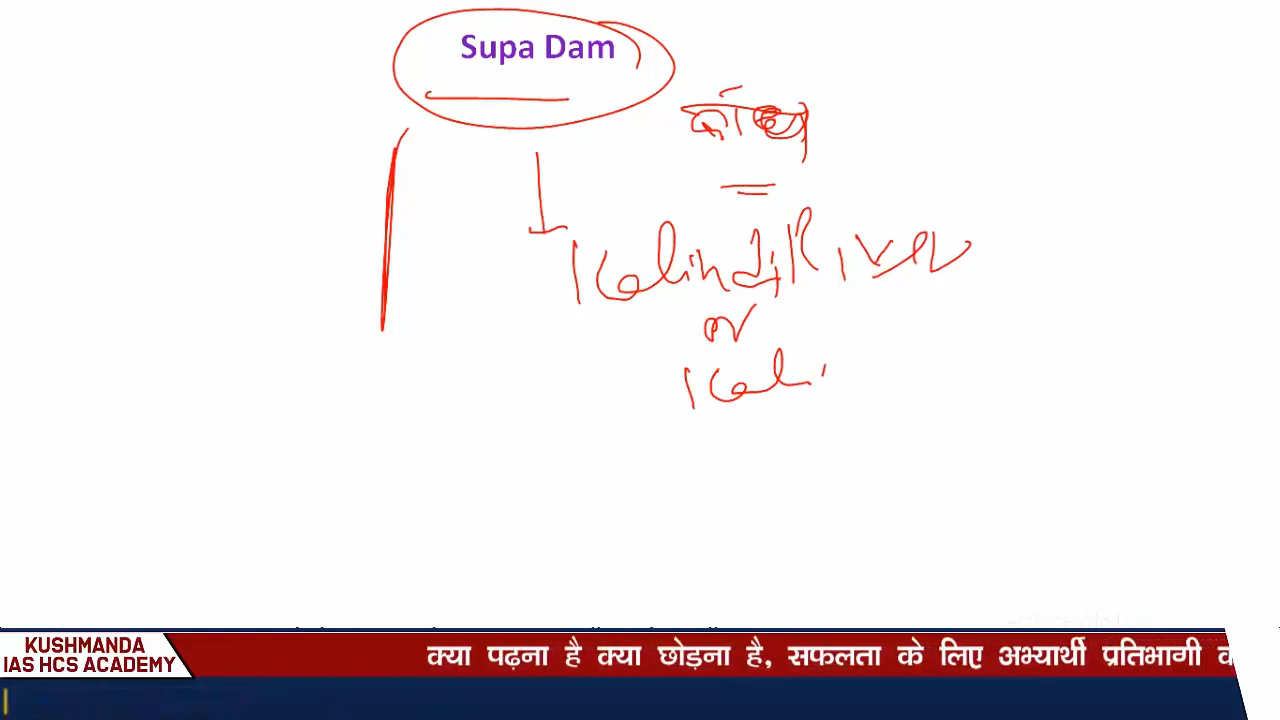 Supa Dam
Kalindi River
or
Kali
KUSHMANDA
IAS HCS ACADEMY
क्या पढ़ना है क्या छोड़ना है, सफलता के लिए अभ्यार्थी प्रतिभागी